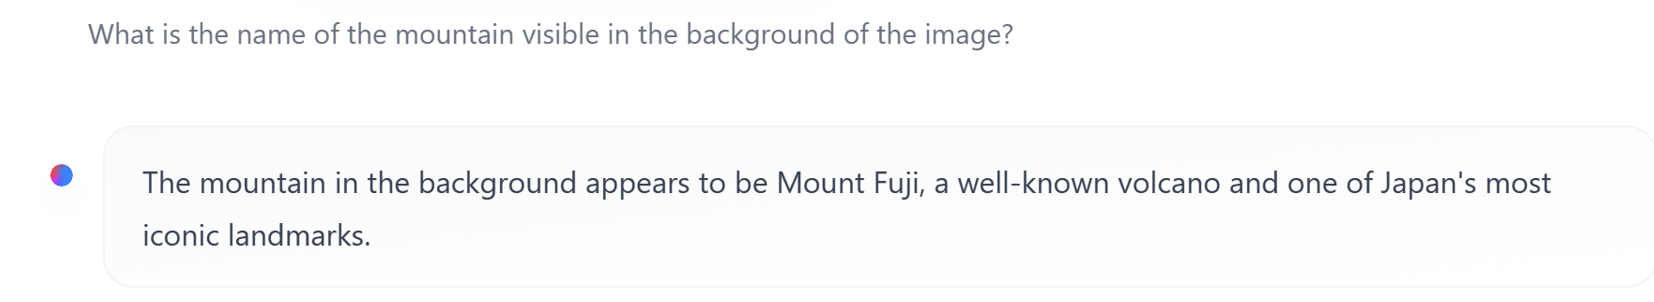 What is the name of the mountain visible in the background of the image?
The mountain in the background appears to be Mount Fuji, a well-known volcano and one of Japan's most
iconic landmarks.